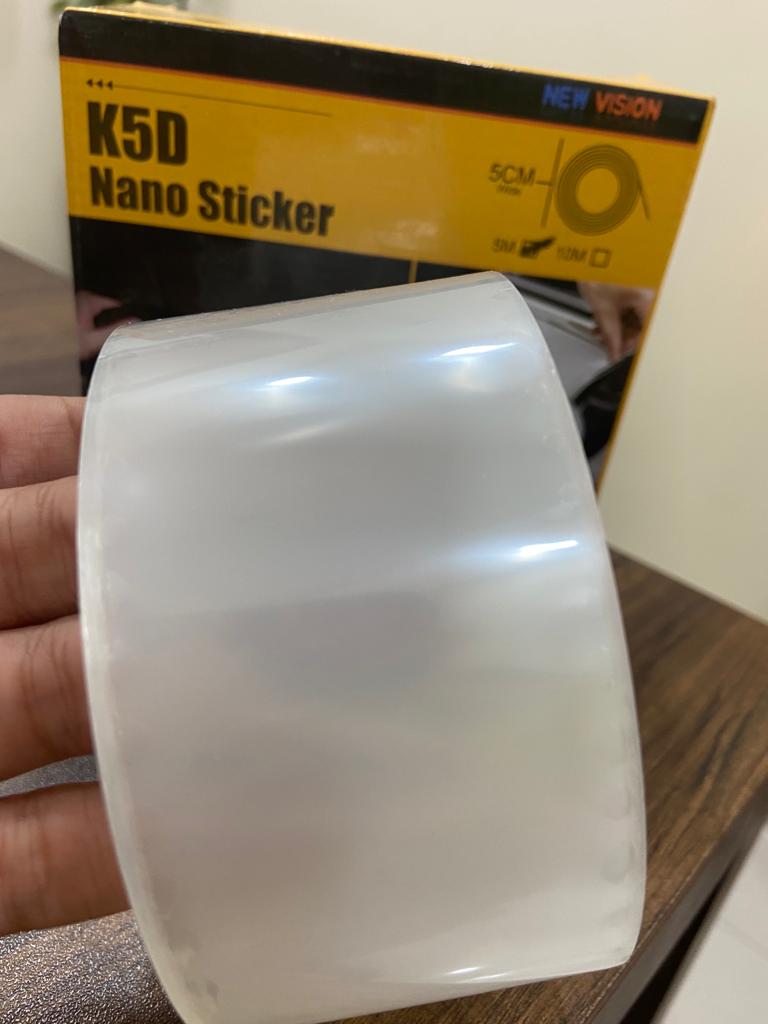 NEW VISION
K5D
Nano Sticker
5CM
5M 10M